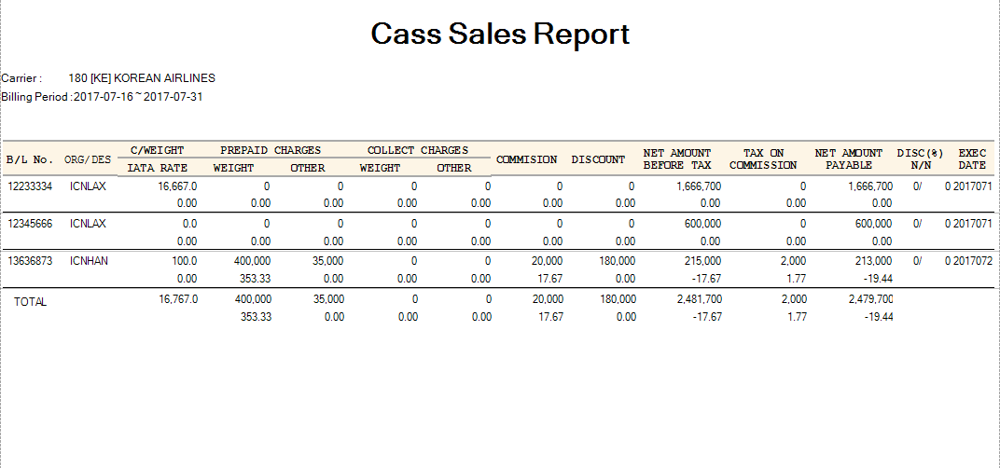 Cass Sales Report
Carrier : 180 [KE] KOREAN AIRLINES
Billing Period : 2017-07-16 ~ 2017-07-31
B/L No. ORG/DES C/WEIGHT PREPAID CHARGES COLLECT CHARGES COMMISION DISCOUNT NET AMOUNT TAX ON NET AMOUNT DISC(%) EXEC
IATA RATE WEIGHT OTHER WEIGHT OTHER BEFORE TAX COMMISSION PAYABLE N/N DATE
12233334 ICNLAX 16,667.0 0 0 0 0 0 0 1,666,700 0 1,666,700 0/ 0 2017071
0.00 0.00 0.00 0.00 0.00 0.00 0.00 0.00 0.00 0.00
12345666 ICNLAX 0.0 0 0 0 0 0 0 600,000 0 600,000 0/ 0 2017071
0.00 0.00 0.00 0.00 0.00 0.00 0.00 0.00 0.00 0.00
13636873 ICNHAN 100.0 400,000 35,000 0 0 20,000 180,000 215,000 2,000 213,000 0/ 0 2017072
0.00 353.33 0.00 0.00 0.00 17.67 0.00 -17.67 1.77 -19.44
TOTAL 16,767.0 400,000 35,000 0 0 20,000 180,000 2,481,700 2,000 2,479,700
353.33 0.00 0.00 0.00 17.67 0.00 -17.67 1.77 -19.44